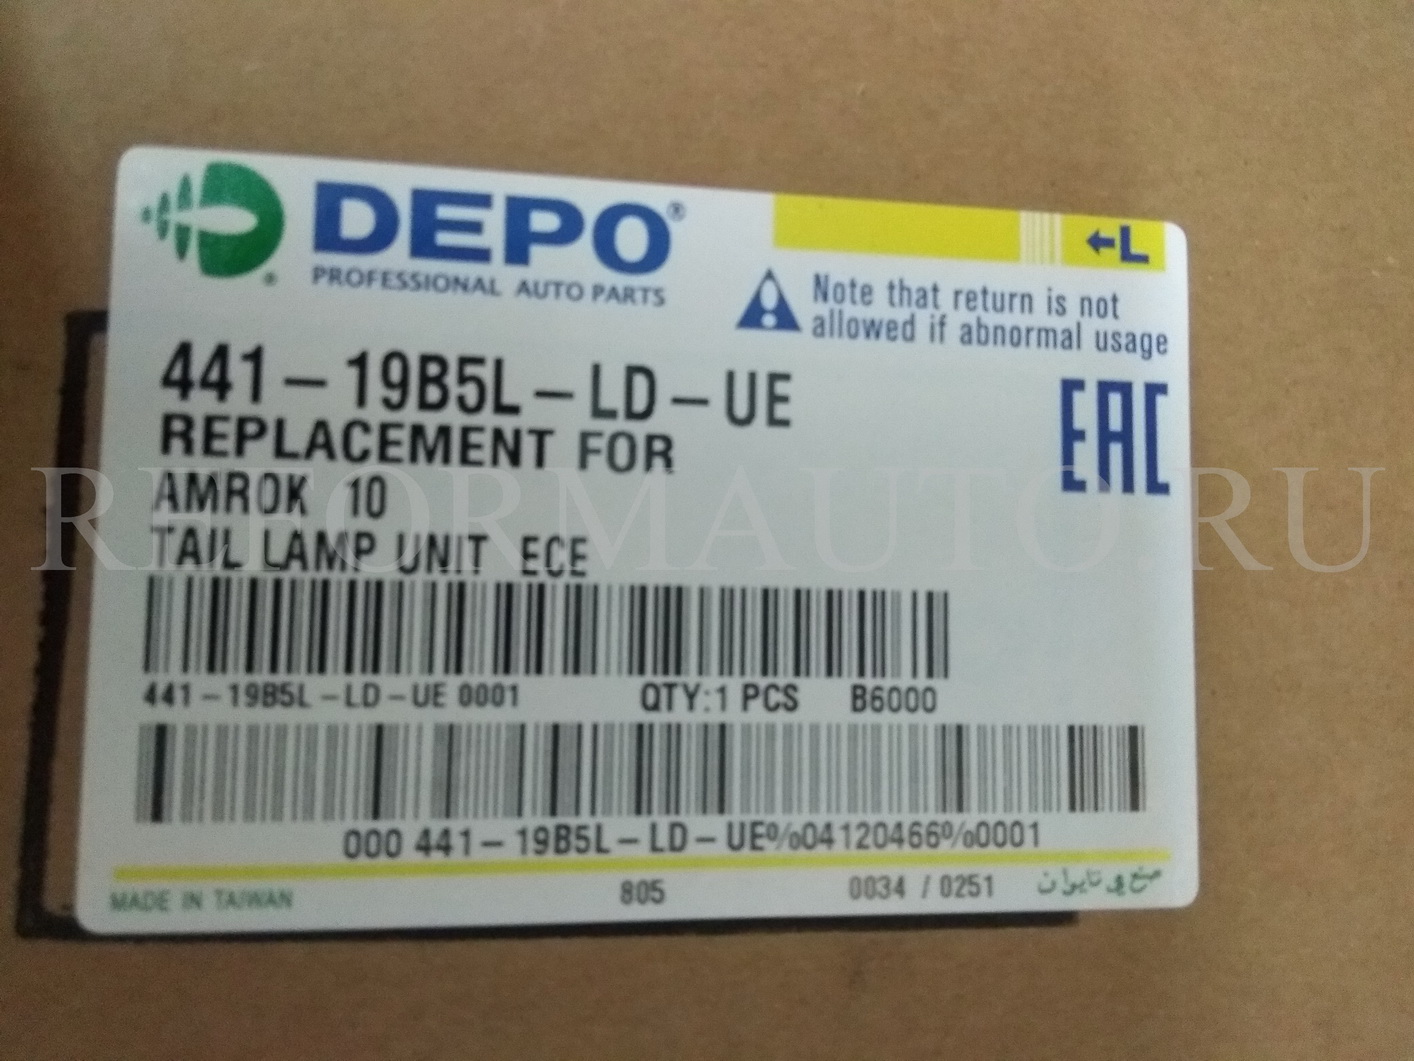 DEPO®
PROFESSIONAL AUTO PARTS
←L
Note that return is not
allowed if abnormal usage
441-19B5L-LD-UE
REPLACEMENT FOR
AMROK 10
TAIL LAMP UNIT ECE
EAC
REFORMAUTO.RU
441-19B5L-LD-UE 0001 QTY:1 PCS B6000
000 441-19B5L-LD-UE%04120466%0001
MADE IN TAIWAN 805 0034 / 0251 صنع في تايوان